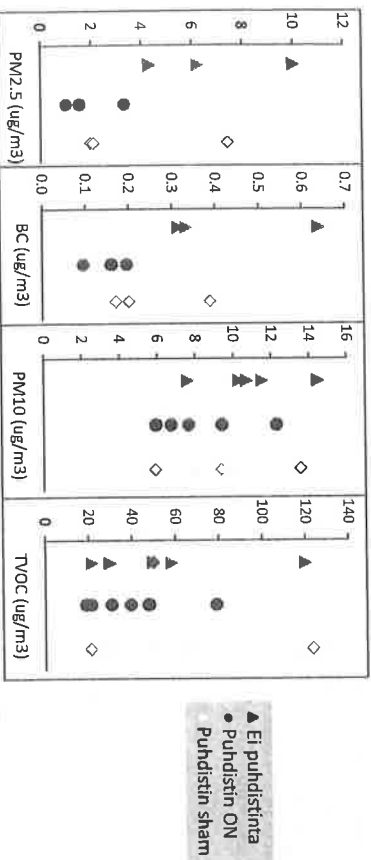 0 2 4 6 8 10 12
PM2.5 (ug/m3)
0.0 0.1 0.2 0.3 0.4 0.5 0.6 0.7
BC (ug/m3)
0 2 4 6 8 10 12 14 16
PM10 (ug/m3)
0 20 40 60 80 100 120 140
TVOC (ug/m3)
Ei puhdistinta
Puhdistin ON
Puhdistin sham